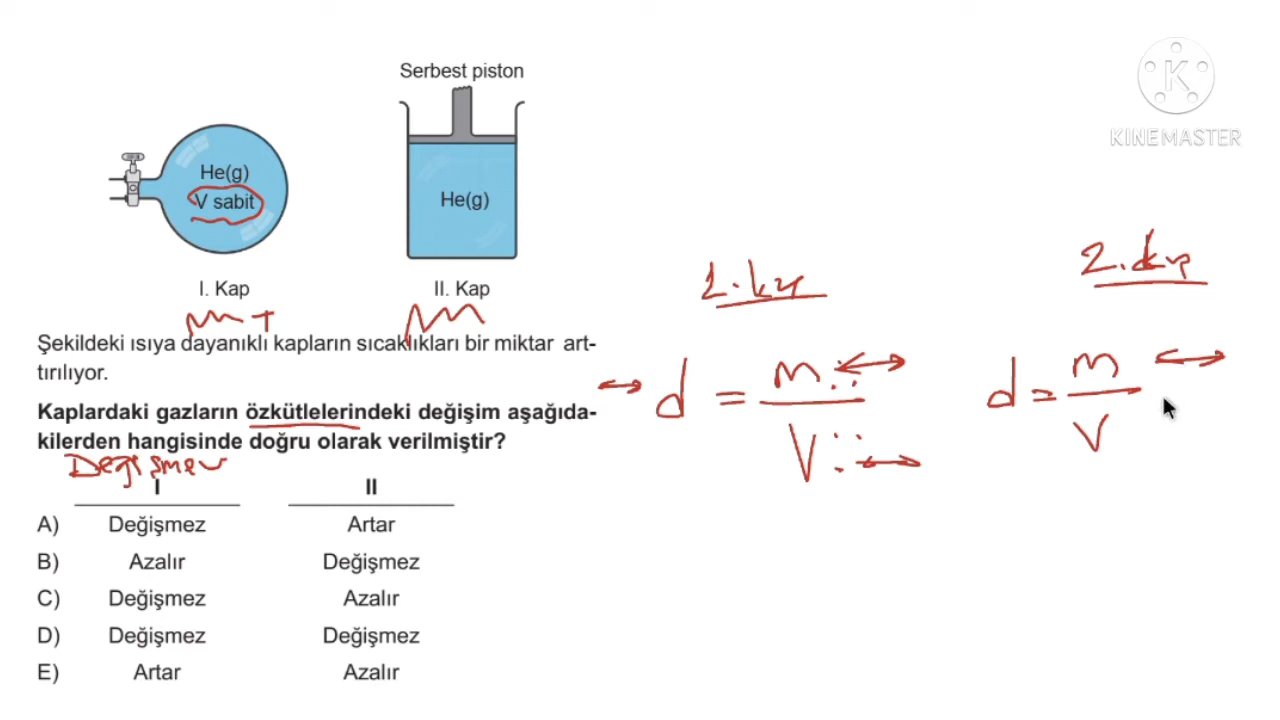 Serbest piston
KINEMASTER
He(g)
V sabit
He(g)
I. Kap
II. Kap
1. kap
2. kap
Şekildeki ısıya dayanıklı kapların sıcaklıkları bir miktar art-
tırılıyor.
Kaplardaki gazların özkütlelerindeki değişim aşağıda-
kilerden hangisinde doğru olarak verilmiştir?
d = m
V
d = m
V
Değişmez
I II
A) Değişmez Artar
B) Azalır Değişmez
C) Değişmez Azalır
D) Değişmez Değişmez
E) Artar Azalır